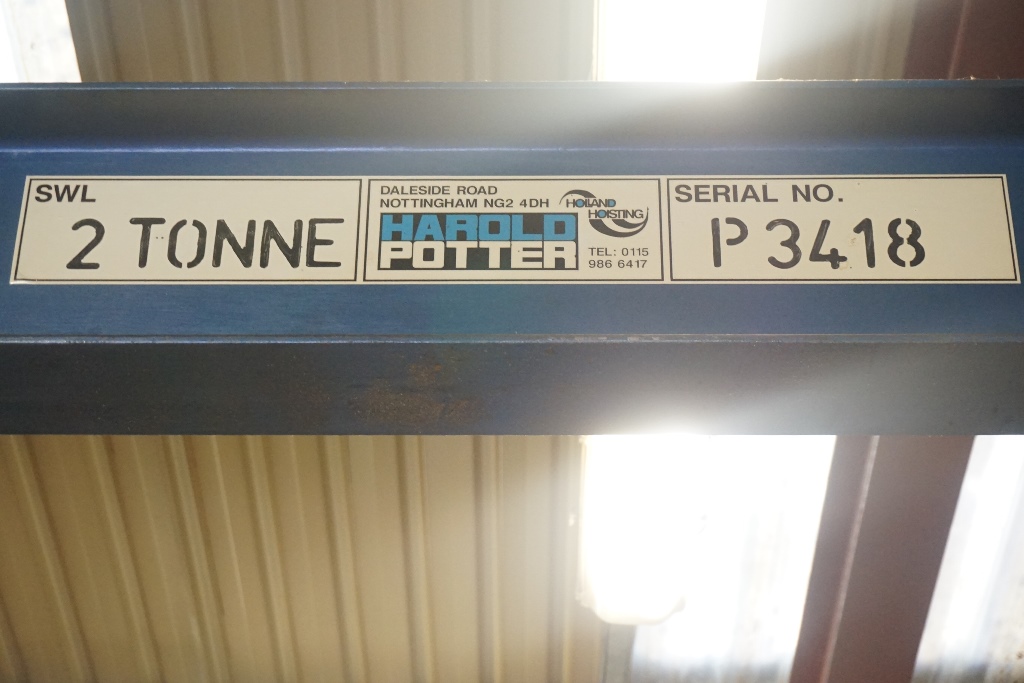 SWL
2 TONNE
DALESIDE ROAD
NOTTINGHAM NG2 4DH
HOLLAND
HOISTING
HAROLD
POTTER
TEL: 0115
986 6417
SERIAL NO.
P 3418